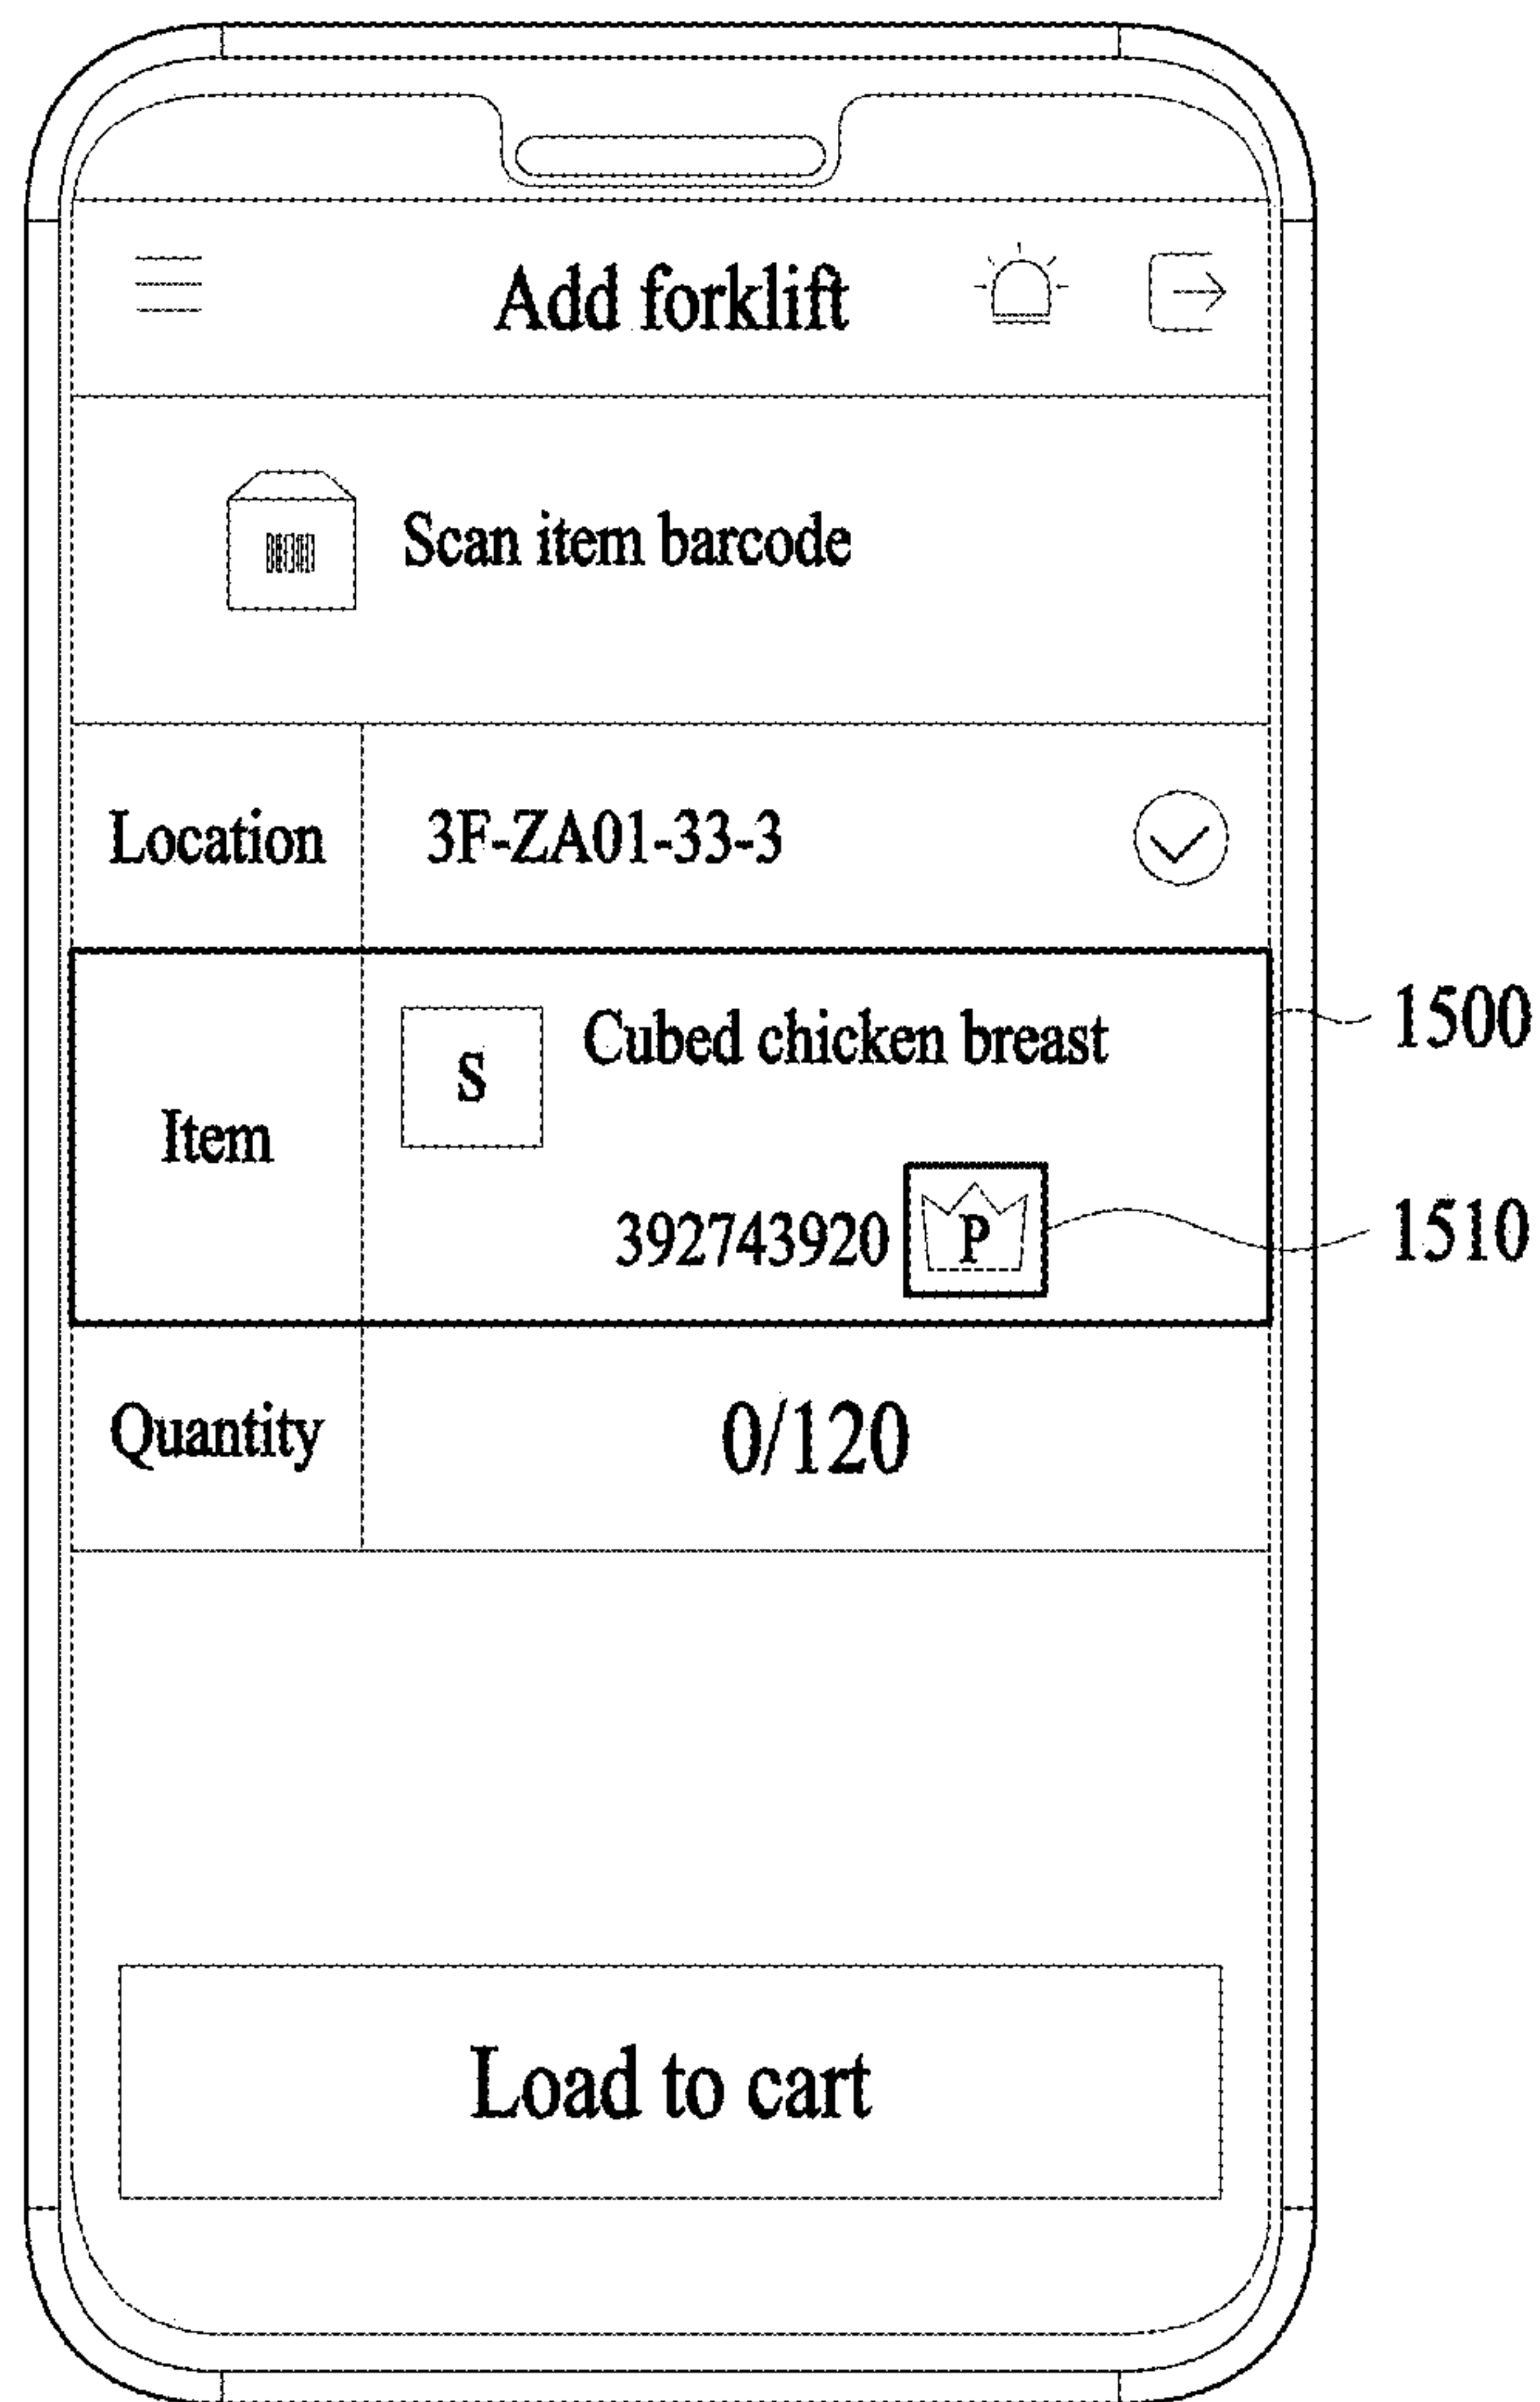 Add forklift
Scan item barcode
Location 3F-ZA01-33-3
1500
S Cubed chicken breast
Item
392743920 P 1510
Quantity 0/120
Load to cart